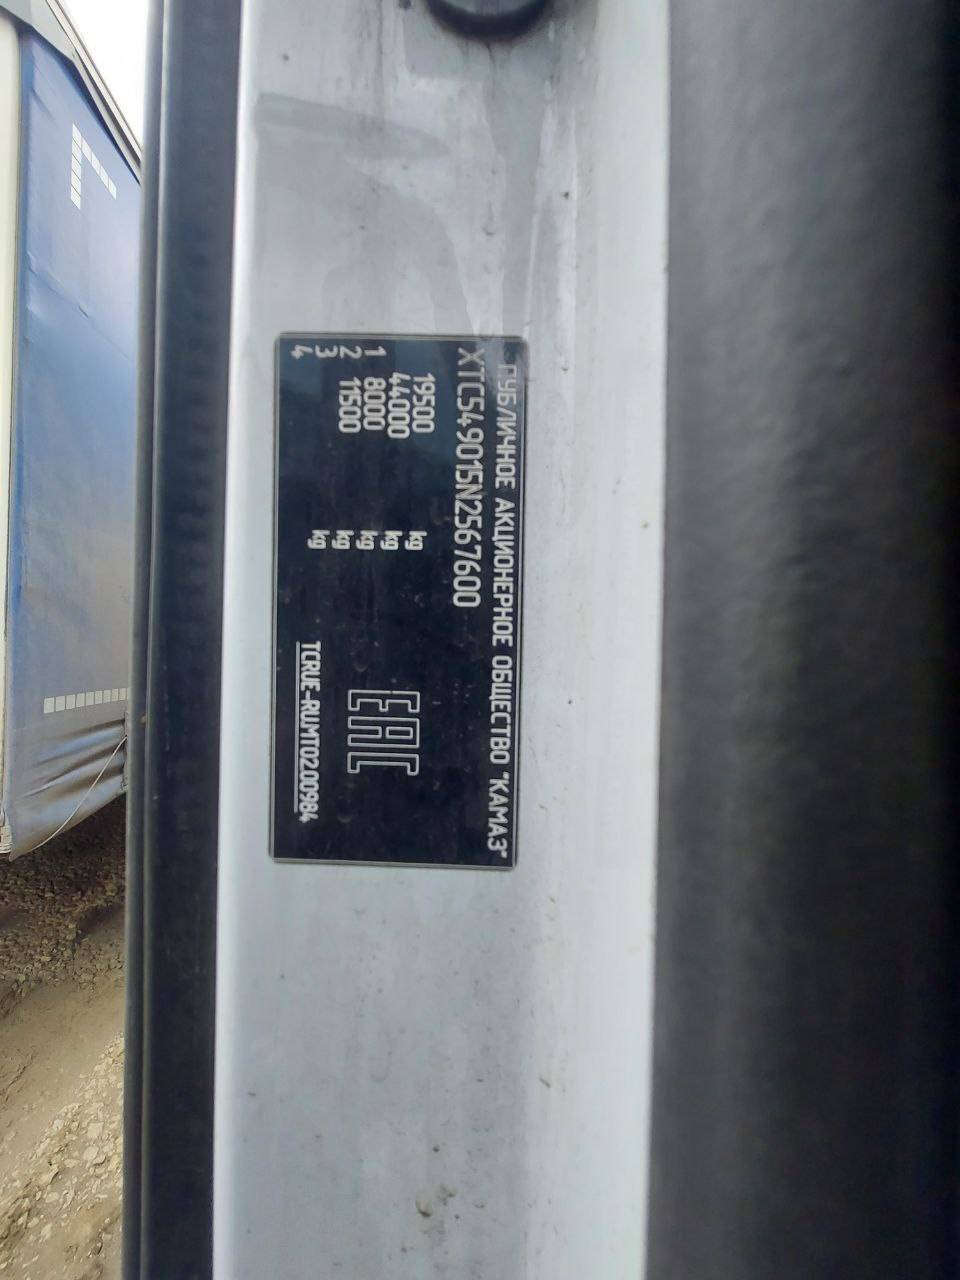 ПУБЛИЧНОЕ АКЦИОНЕРНОЕ ОБЩЕСТВО "КАМАЗ"
XTC549015N2567600
19500 kg
44000 kg
1 8000 kg
2 11500 kg
3 kg
4
EAC
TCRUE-RUMT02.00984